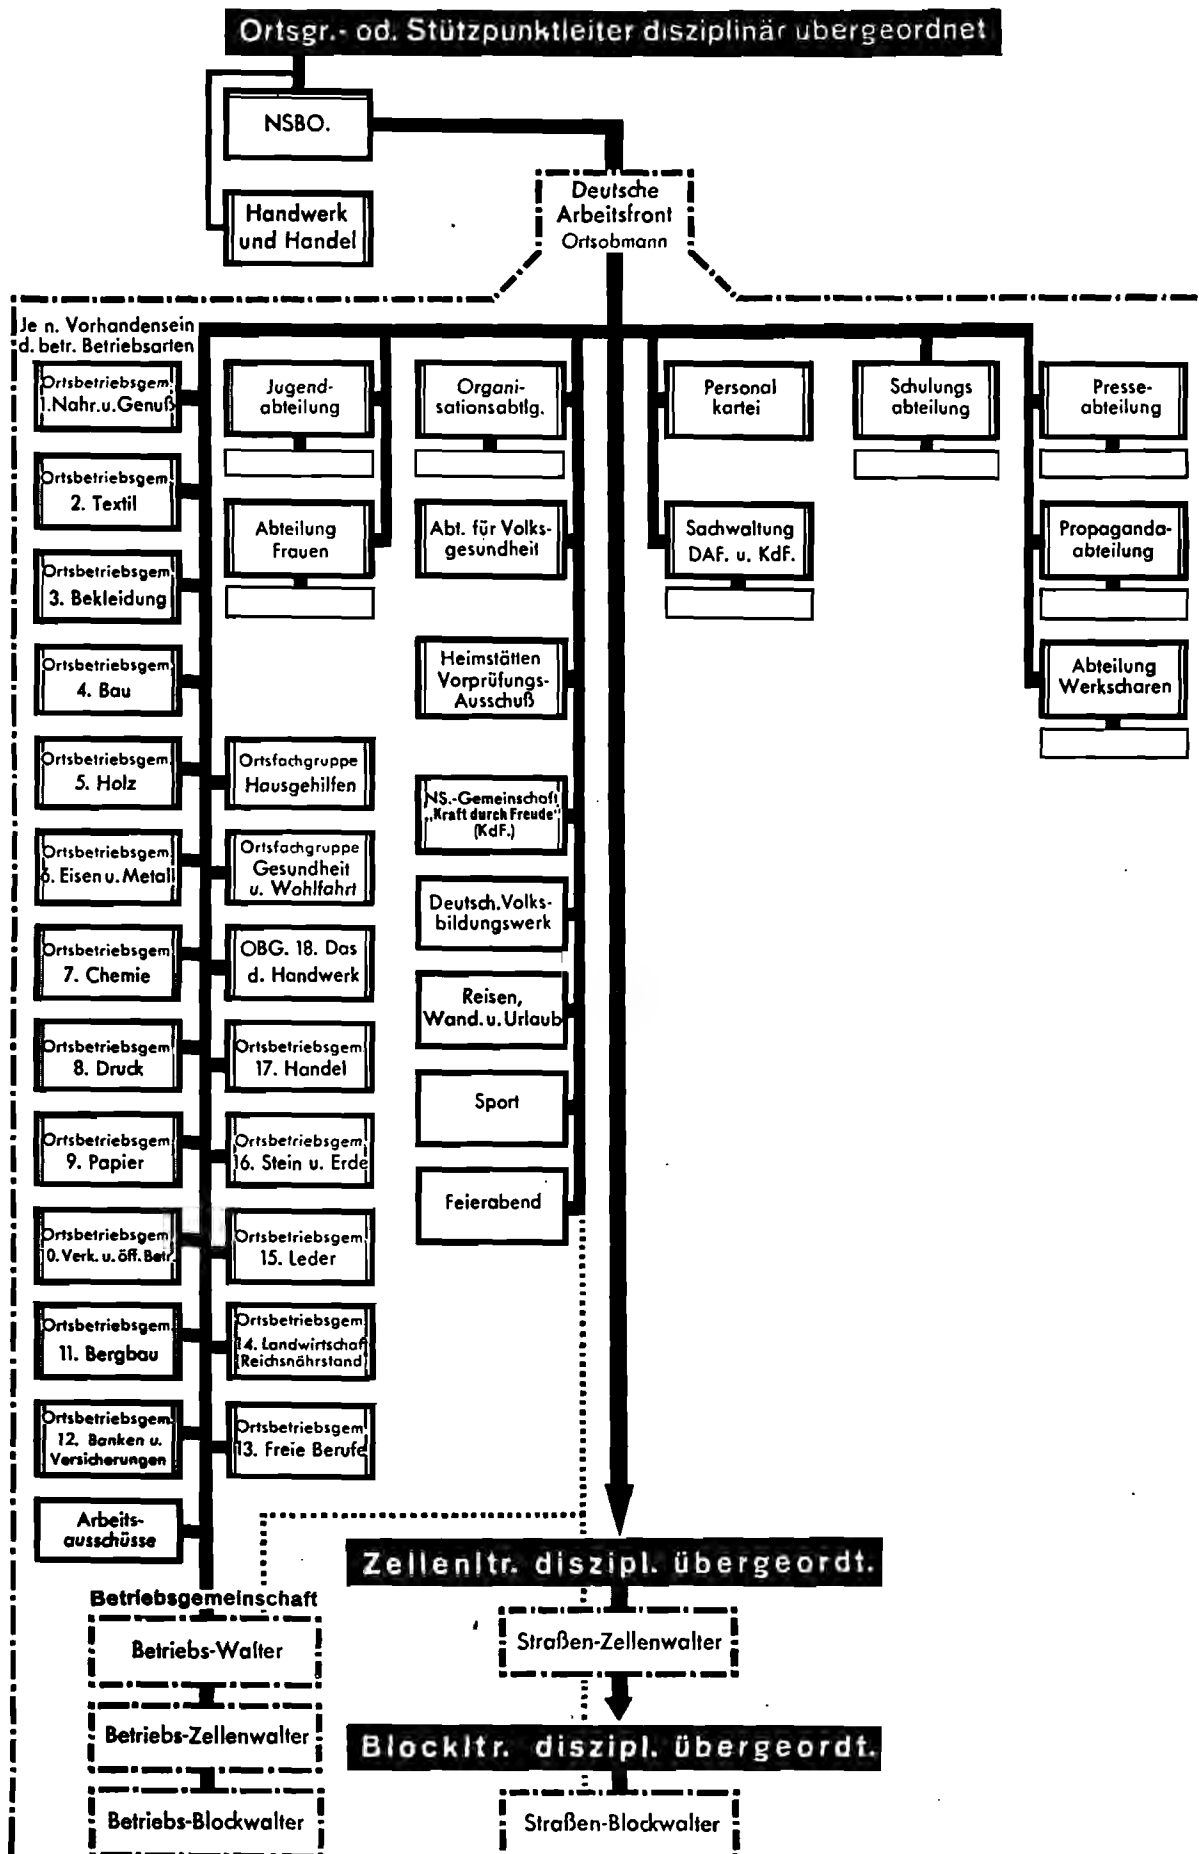 Ortsgr.- od. Stützpunktleiter disziplinär übergeordnet
NSBO.
Handwerk
und Handel
Deutsche
Arbeitsfront
Ortsobmann
Je n. Vorhandensein
d. betr. Betriebsarten
Ortsbetriebsgem.
1. Nahr. u. Genuß
Ortsbetriebsgem.
2. Textil
Ortsbetriebsgem.
3. Bekleidung
Ortsbetriebsgem.
4. Bau
Ortsbetriebsgem.
5. Holz
Ortsbetriebsgem.
6. Eisen u. Metall
Ortsbetriebsgem.
7. Chemie
Ortsbetriebsgem.
8. Druck
Ortsbetriebsgem.
9. Papier
Ortsbetriebsgem.
0. Verk. u. öff. Betr.
Ortsbetriebsgem.
11. Bergbau
Ortsbetriebsgem.
12. Banken u.
Versicherungen
Arbeits-
ausschüsse
Jugend-
abteilung
Abteilung
Frauen
Ortsfachgruppe
Hausgehilfen
Ortsfachgruppe
Gesundheit
u. Wohlfahrt
OBG. 18. Das
d. Handwerk
Ortsbetriebsgem.
17. Handel
Ortsbetriebsgem.
16. Stein u. Erde
Ortsbetriebsgem.
15. Leder
Ortsbetriebsgem.
14. Landwirtschaf
Reichsnährstand
Ortsbetriebsgem.
13. Freie Berufe
Organi-
sationsabtlg.
Abt. für Volks-
gesundheit
Heimstätten
Vorprüfungs-
Ausschuß
NS.-Gemeinschaft
„Kraft durch Freude"
(KdF.)
Deutsch. Volks-
bildungswerk
Reisen,
Wand. u. Urlaub
Sport
Feierabend
Personal
kartei
Sachwaltung
DAF. u. KdF.
Schulungs
abteilung
Presse-
abteilung
Propaganda-
abteilung
Abteilung
Werkscharen
Betriebsgemeinschaft
Betriebs-Walter
Betriebs-Zellenwalter
Betriebs-Blockwalter
Zellenltr. diszipl. übergeordt.
Straßen-Zellenwalter
Blockltr. diszipl. übergeordt.
Straßen-Blockwalter